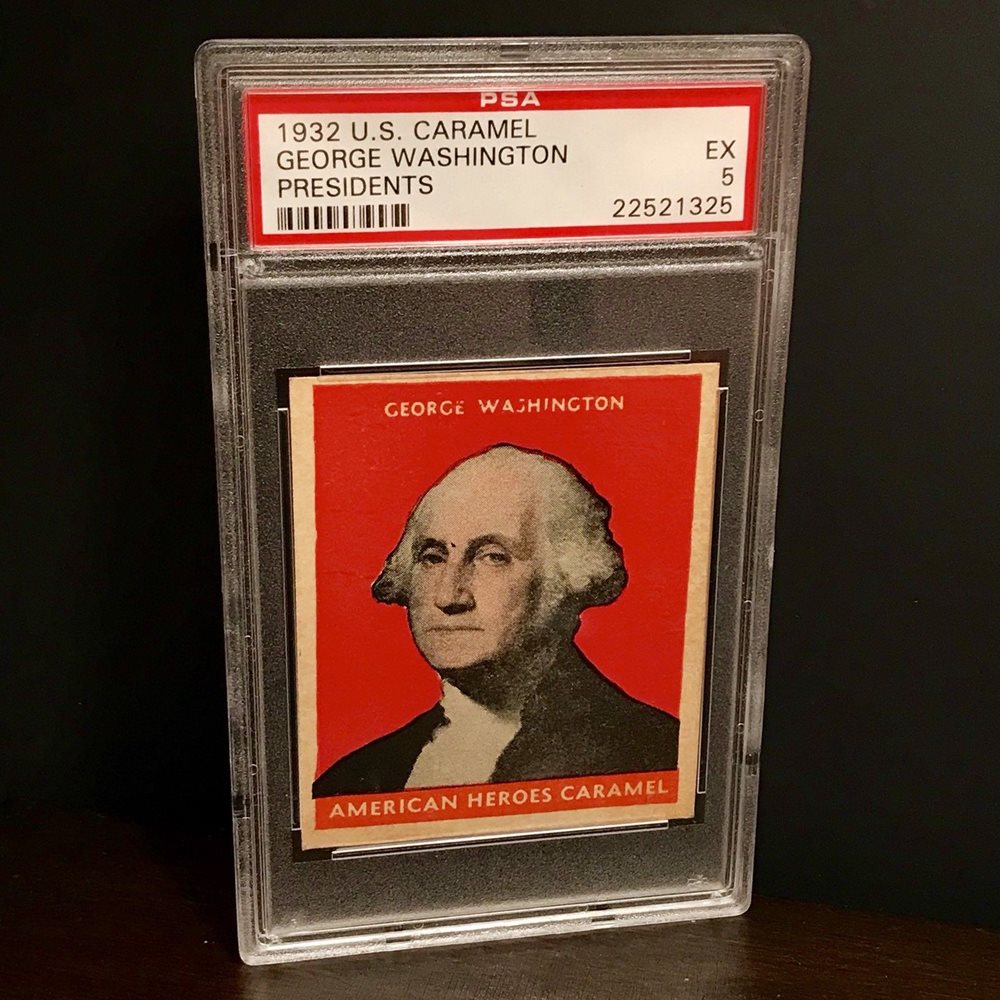 PSA
1932 U.S. CARAMEL
GEORGE WASHINGTON
PRESIDENTS
EX
5
22521325
GEORGE WASHINGTON
AMERICAN HEROES CARAMEL